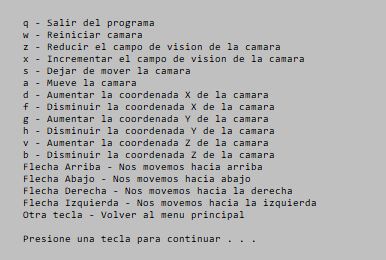 q - Salir del programa
w - Reiniciar camara
z - Reducir el campo de vision de la camara
x - Incrementar el campo de vision de la camara
s - Dejar de mover la camara
a - Mueve la camara
d - Aumentar la coordenada X de la camara
f - Disminuir la coordenada X de la camara
g - Aumentar la coordenada Y de la camara
h - Disminuir la coordenada Y de la camara
v - Aumentar la coordenada Z de la camara
b - Disminuir la coordenada Z de la camara
Flecha Arriba - Nos movemos hacia arriba
Flecha Abajo - Nos movemos hacia abajo
Flecha Derecha - Nos movemos hacia la derecha
Flecha Izquierda - Nos movemos hacia la izquierda
Otra tecla - Volver al menu principal
Presione una tecla para continuar . . .